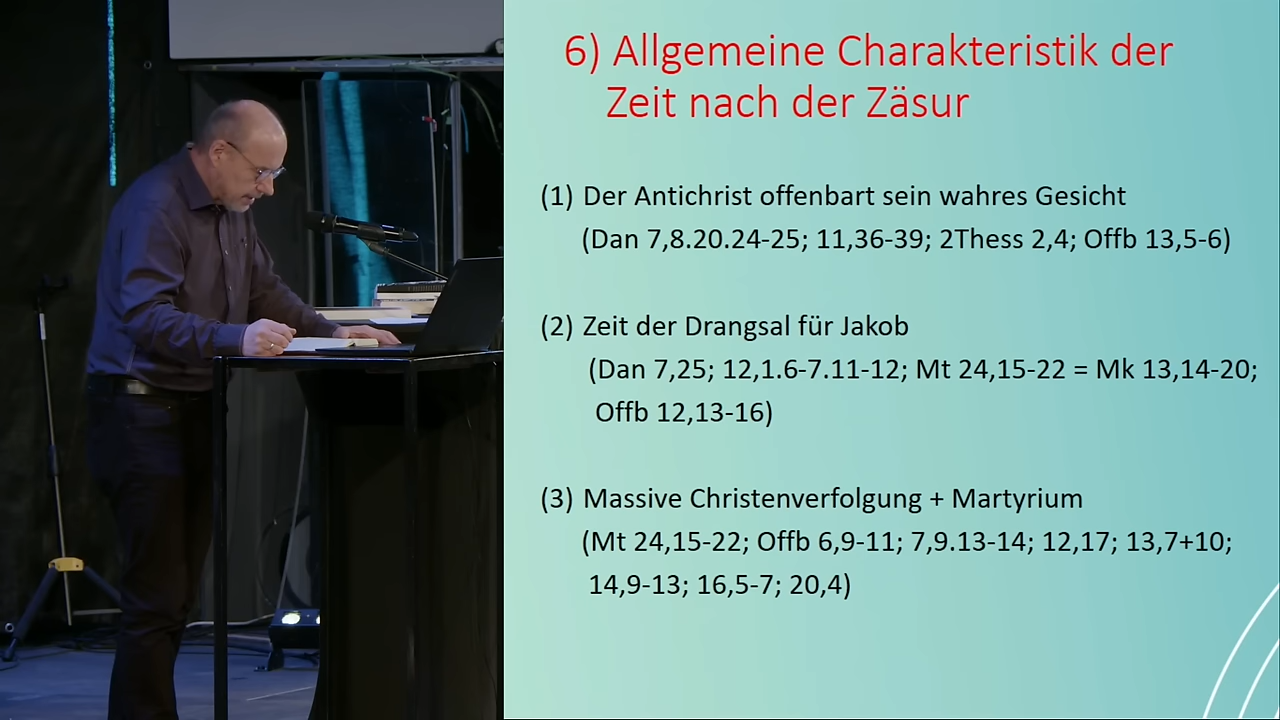 6) Allgemeine Charakteristik der
Zeit nach der Zäsur
(1) Der Antichrist offenbart sein wahres Gesicht
(Dan 7,8.20.24-25; 11,36-39; 2Thess 2,4; Offb 13,5-6)
(2) Zeit der Drangsal für Jakob
(Dan 7,25; 12,1.6-7.11-12; Mt 24,15-22 = Mk 13,14-20;
Offb 12,13-16)
(3) Massive Christenverfolgung + Martyrium
(Mt 24,15-22; Offb 6,9-11; 7,9.13-14; 12,17; 13,7+10;
14,9-13; 16,5-7; 20,4)